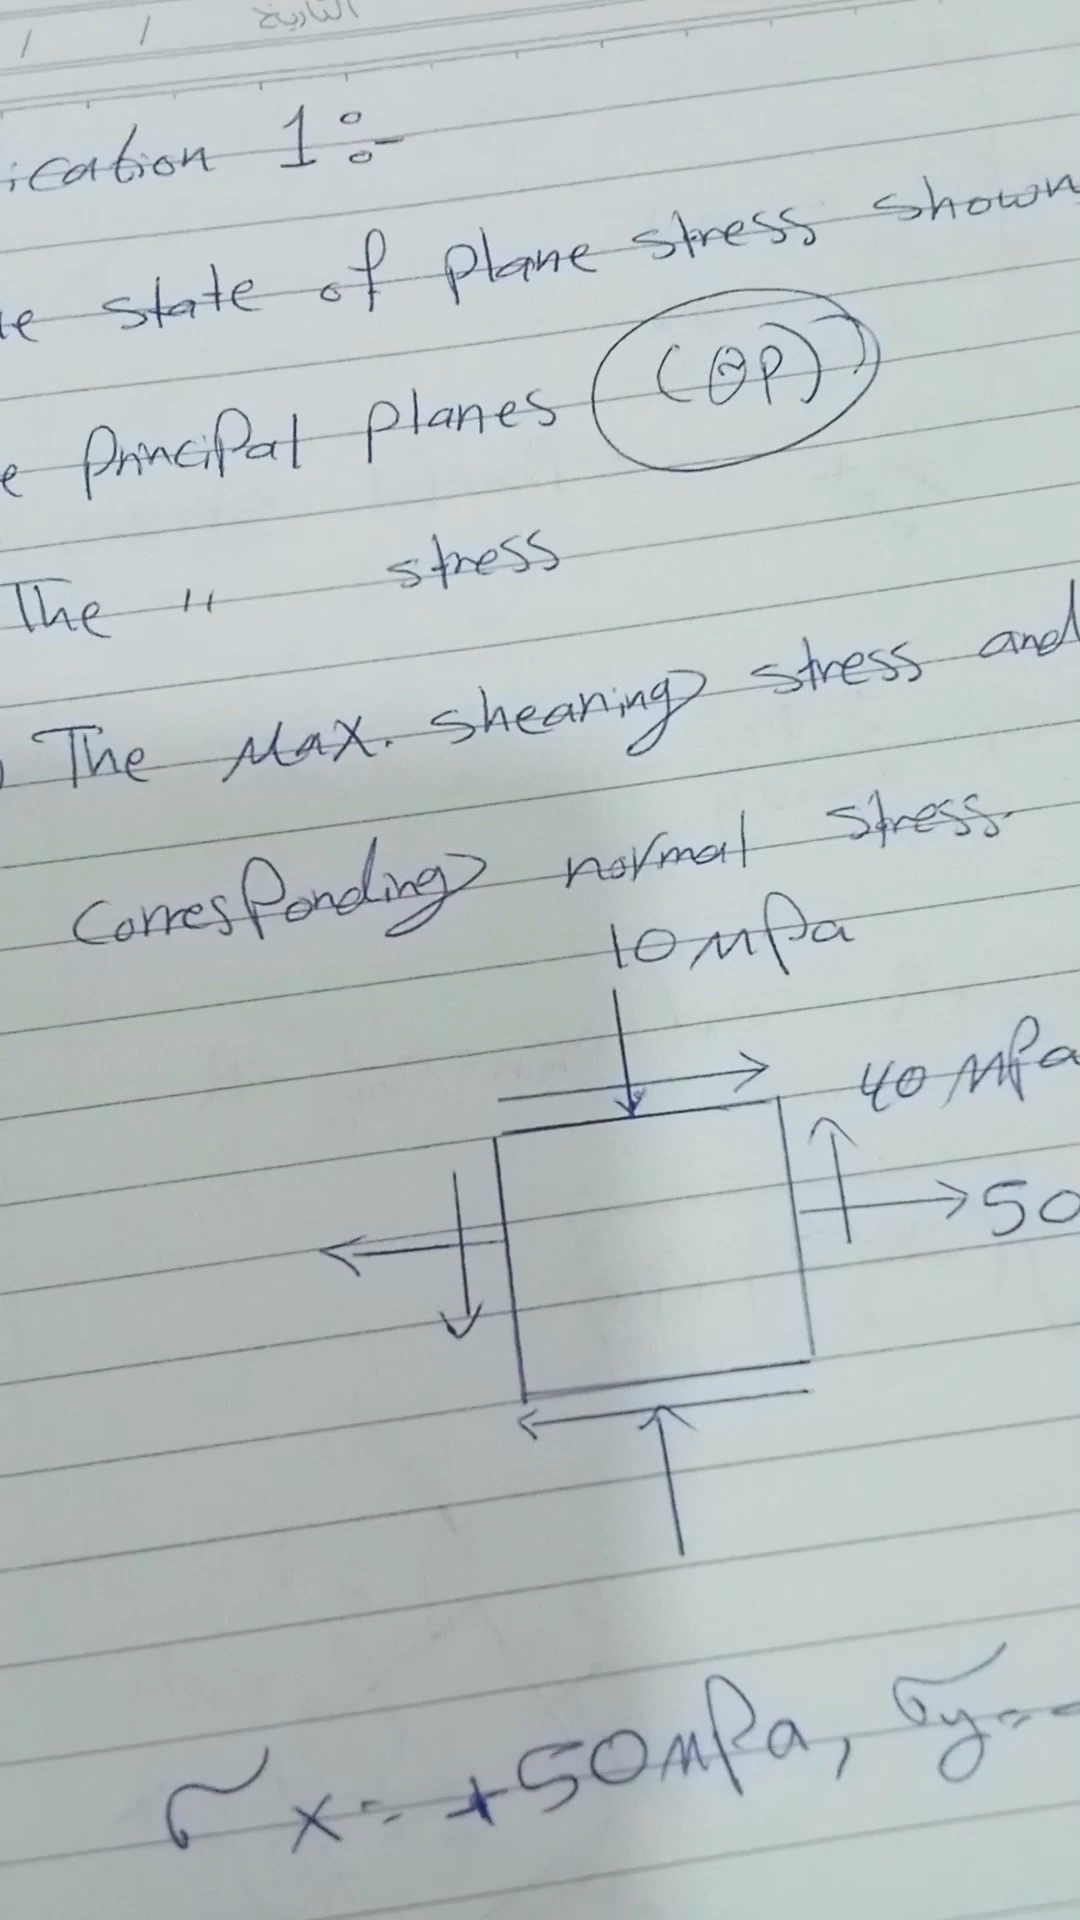 / / التاريخ
ication 1:-
e state of plane stress shown
e principal planes (θP)
The " stress
The Max. shearing stress and
Corresponding normal stress.
10 MPa
40 MPa
50
σx = +50 MPa, σy = -